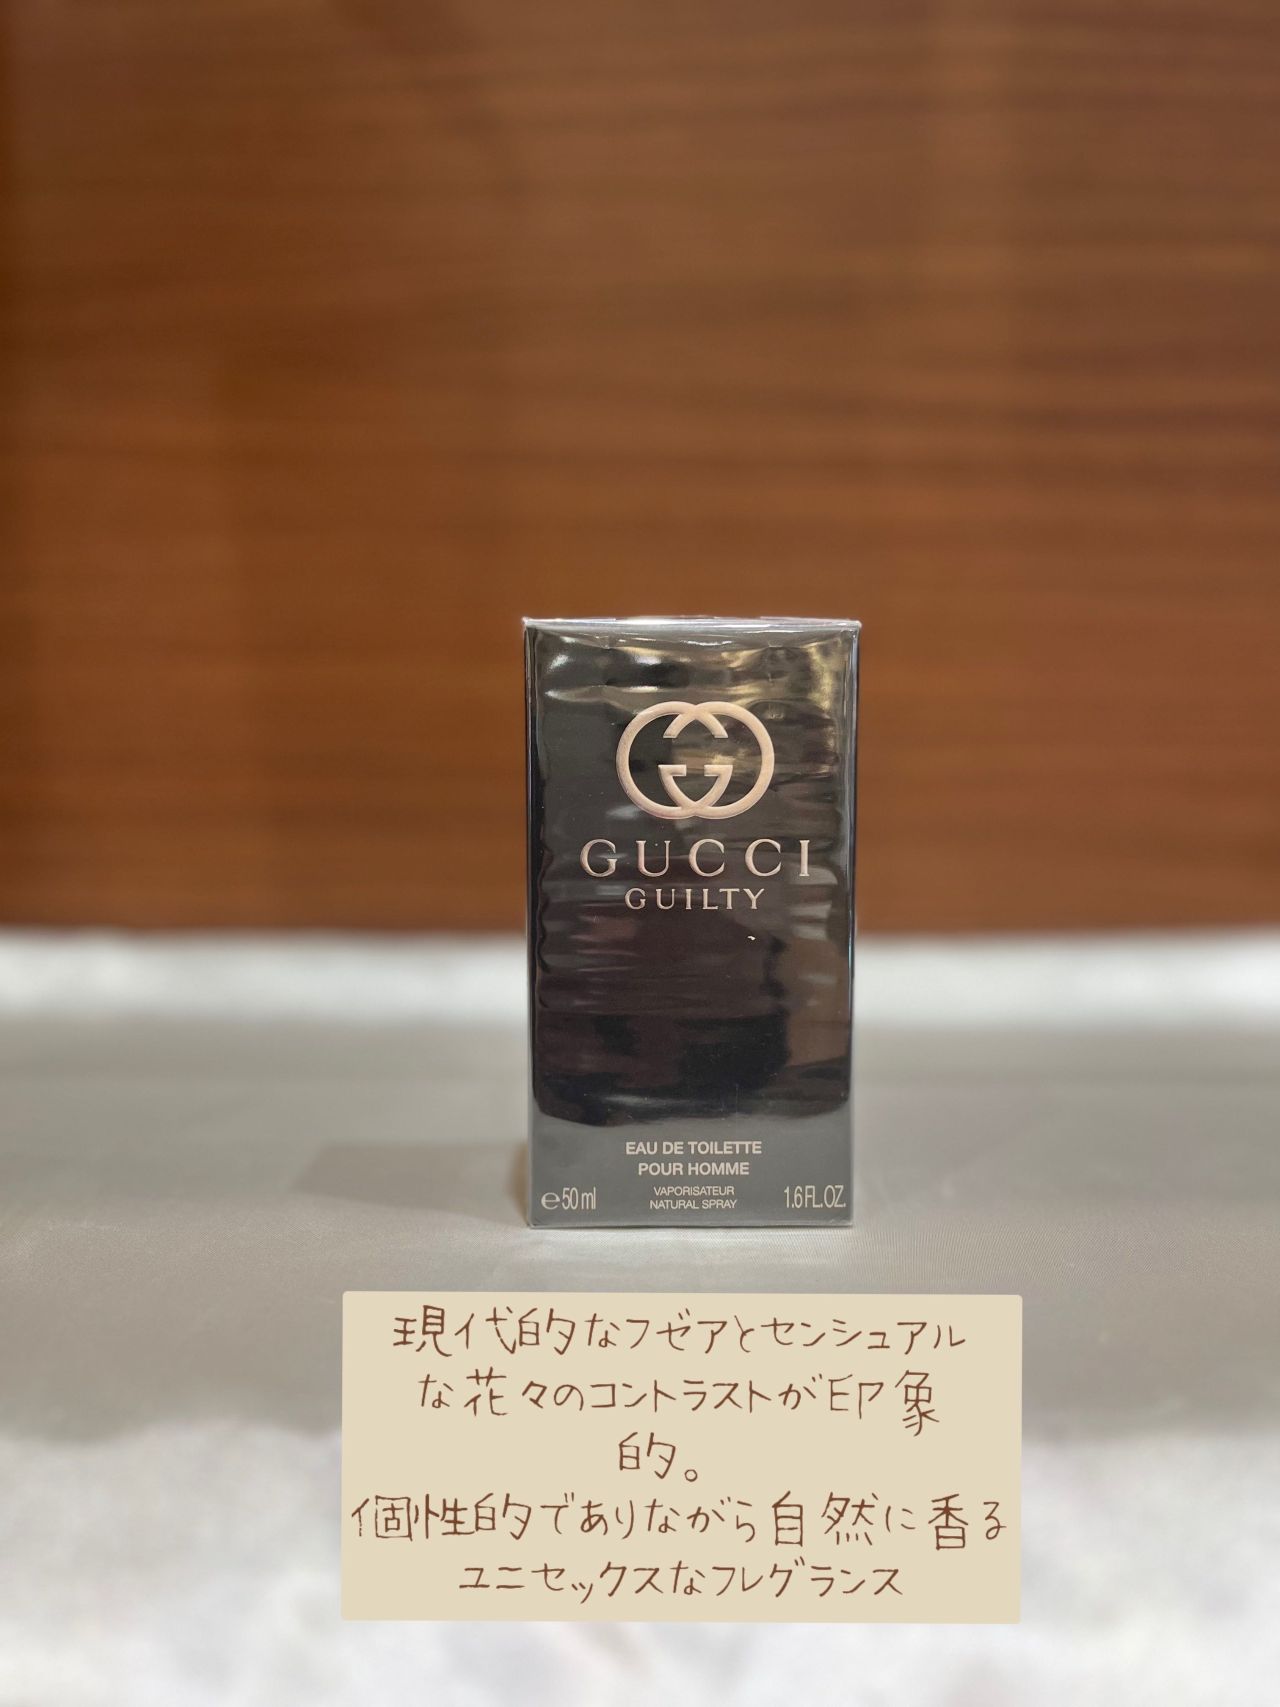 GUCCI
GUILTY
EAU DE TOILETTE
POUR HOMME
℮50 ml
VAPORISATEUR
NATURAL SPRAY
1.6 FL.OZ.
現代的なフゼアとセンシュアル
な花々のコントラストが印象
的。
個性的でありながら自然に香る
ユニセックスなフレグランス